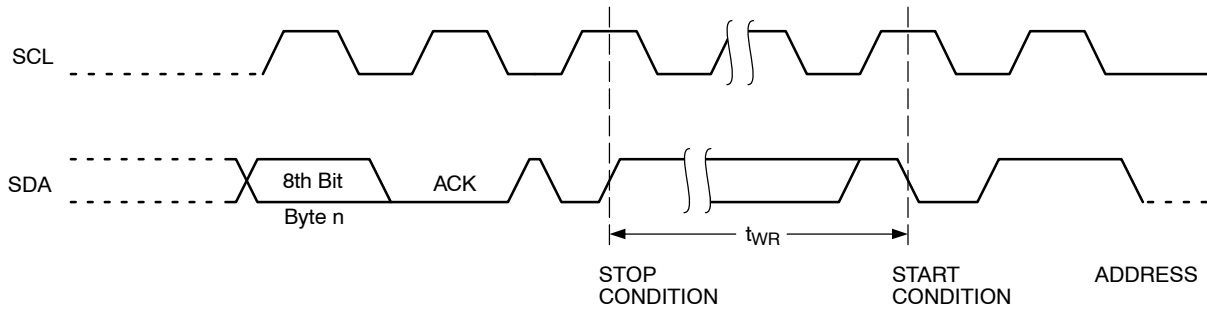 SCL
SDA
8th Bit
Byte n
ACK
tWR
STOP
CONDITION
START
CONDITION
ADDRESS